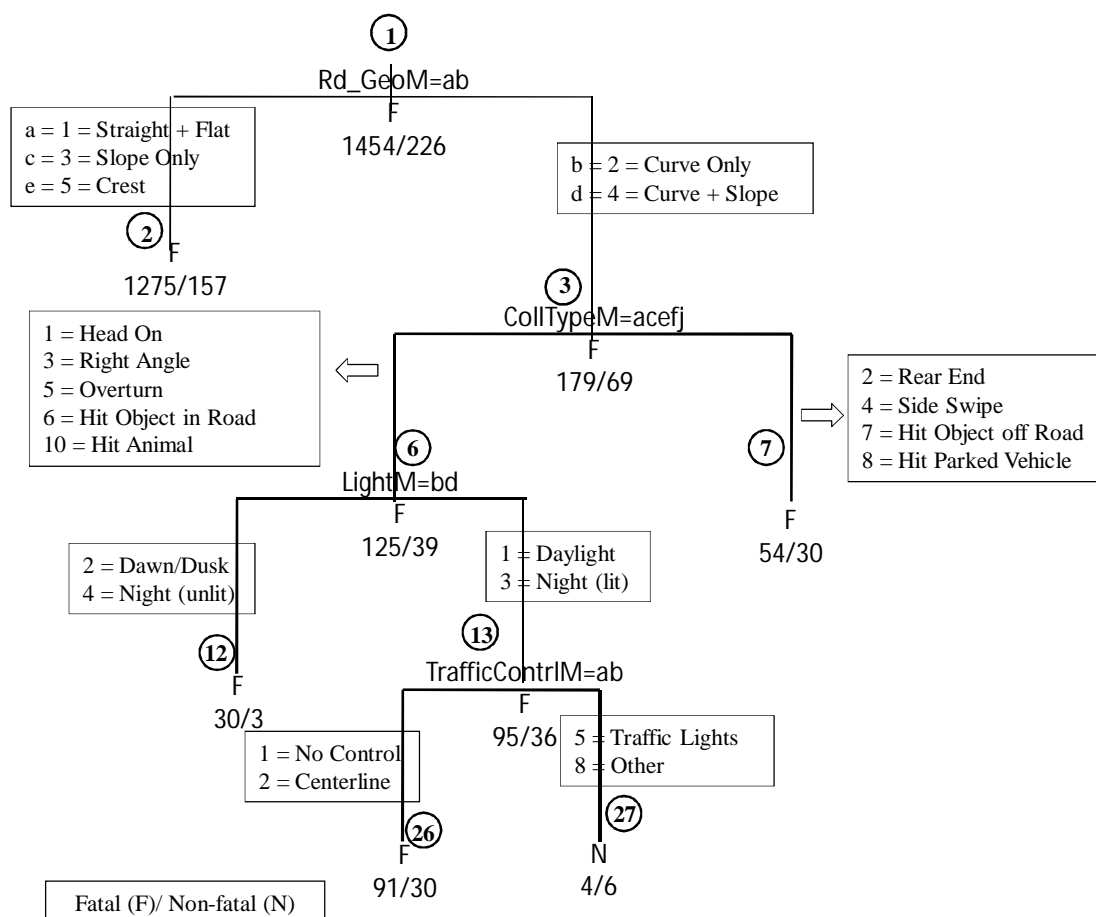 1
Rd_GeoM=ab
F
1454/226
a = 1 = Straight + Flat
c = 3 = Slope Only
e = 5 = Crest
b = 2 = Curve Only
d = 4 = Curve + Slope
2
F
1275/157
3
CollTypeM=acefj
F
179/69
1 = Head On
3 = Right Angle
5 = Overturn
6 = Hit Object in Road
10 = Hit Animal
2 = Rear End
4 = Side Swipe
7 = Hit Object off Road
8 = Hit Parked Vehicle
6
7
LightM=bd
F
125/39
F
54/30
2 = Dawn/Dusk
4 = Night (unlit)
1 = Daylight
3 = Night (lit)
12
F
30/3
13
TrafficContrlM=ab
F
95/36
1 = No Control
2 = Centerline
5 = Traffic Lights
8 = Other
26
F
91/30
27
N
4/6
Fatal (F)/ Non-fatal (N)